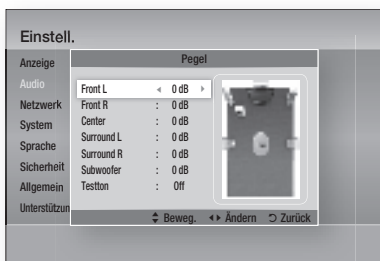 Einstell.
Anzeige
Audio
Netzwerk
System
Sprache
Sicherheit
Allgemein
Unterstützun
Pegel
Front L ◄ 0 dB ►
Front R : 0 dB
Center : 0 dB
Surround L : 0 dB
Surround R : 0 dB
Subwoofer : 0 dB
Testton : Off
Beweg. Ändern Zurück